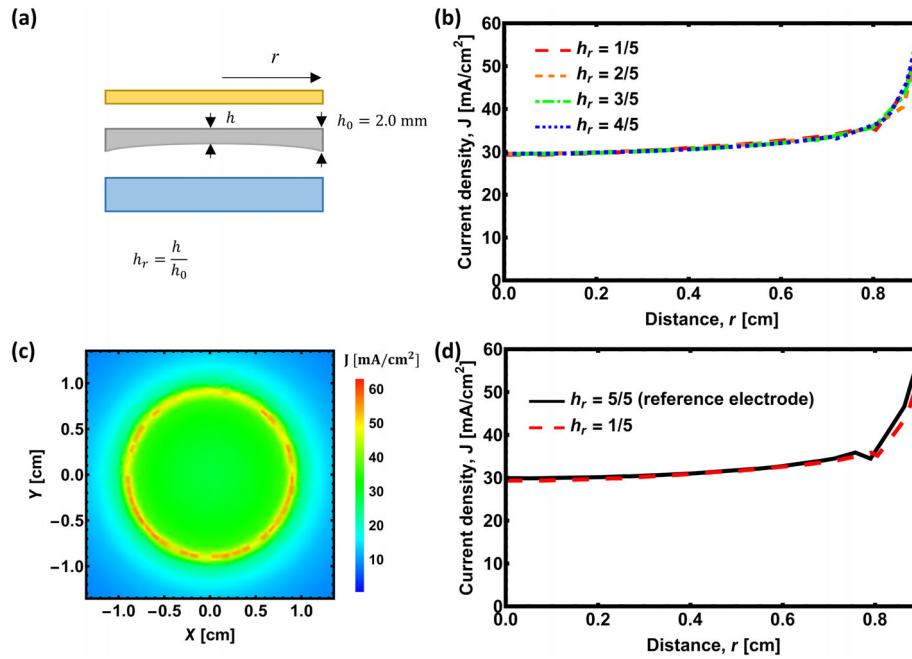 (a)
r
h
h₀ = 2.0 mm
hᵣ = h/h₀
(b)
Current density, J [mA/cm²]
60
50
40
30
20
10
0
hᵣ = 1/5
hᵣ = 2/5
hᵣ = 3/5
hᵣ = 4/5
0.0 0.2 0.4 0.6 0.8
Distance, r [cm]
(c)
J [mA/cm²]
Y [cm]
1.0
0.5
0.0
−0.5
−1.0
−1.0 −0.5 0.0 0.5 1.0
X [cm]
60
50
40
30
20
10
(d)
Current density, J [mA/cm²]
60
50
40
30
20
10
0
hᵣ = 5/5 (reference electrode)
hᵣ = 1/5
0.0 0.2 0.4 0.6 0.8
Distance, r [cm]